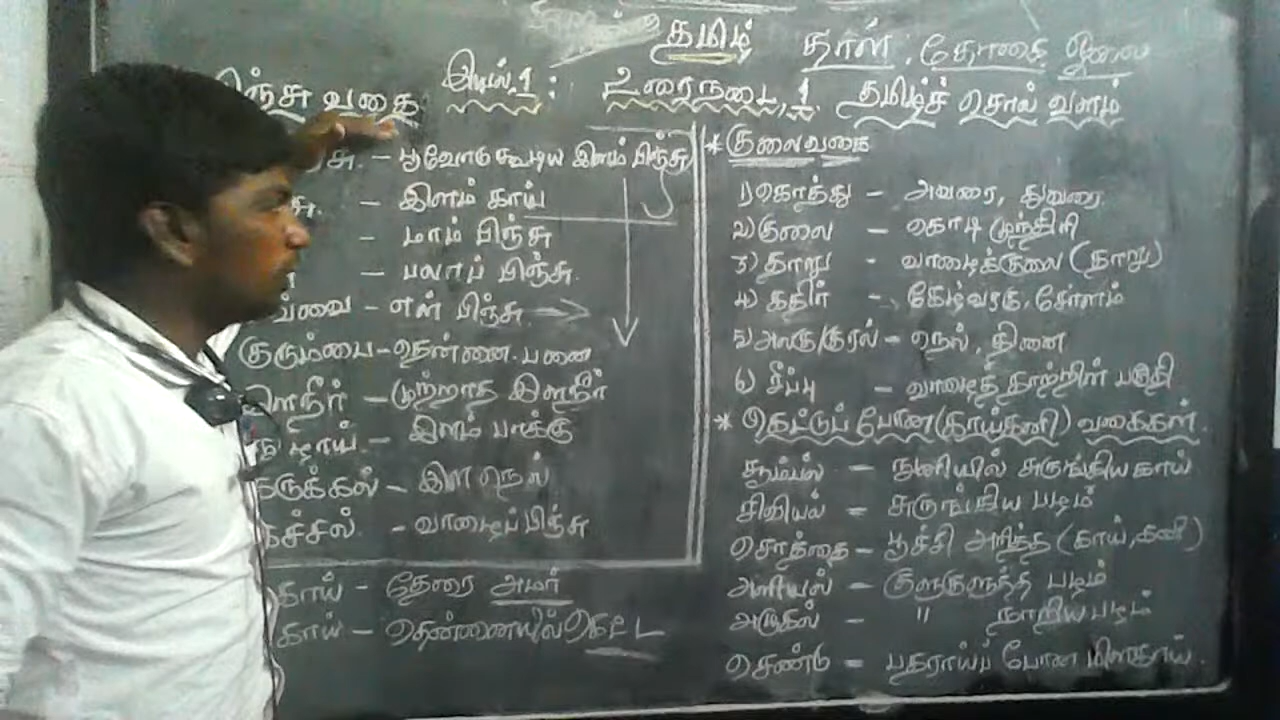 தமிழ் தாள், தோகை ஓலை
பிஞ்சு வகை இயல்.1 : உரைநடை,1. தமிழ்ச் சொல் வளம்
– பூவோடு கூடிய இளம் பிஞ்சு
– இளம் காய்
– மாம் பிஞ்சு
– பலாப் பிஞ்சு.
– எள் பிஞ்சு
குரும்பை – தென்னை. பனை
இளநீர் – முற்றாத இளநீர்
– இளம் பாக்கு
கருக்கல் – இள நெல்
கச்சல் – வாழைப்பிஞ்சு
காய் – தேரை அமர்
காய் – தென்னையில் கெட்ட
* குலை வகை
1) கொத்து – அவரை, துவரை.
2) குலை – கொடி முந்திரி
3) தாறு - வாழைக்குலை (தாறு)
4) கதிர் - கேழ்வரகு, சோளம்
5) அலகு/குரல் – நெல், தினை
6) சீப்பு – வாழைத் தாற்றின் பகுதி
* கெட்டுப் போன (காய்கனி) வகைகள்.
சூம்பல் – நுனியில் சுருங்கிய காய்
சிவியல் – சுருங்கிய பழம்
சொத்தை – பூச்சி அரித்த (காய், கனி)
அளியல் – குளுகுளுத்த பழம்
அழுகல் – " நாறிய பழம்
சொண்டு – பதராய்ப் போன மிளகாய்.